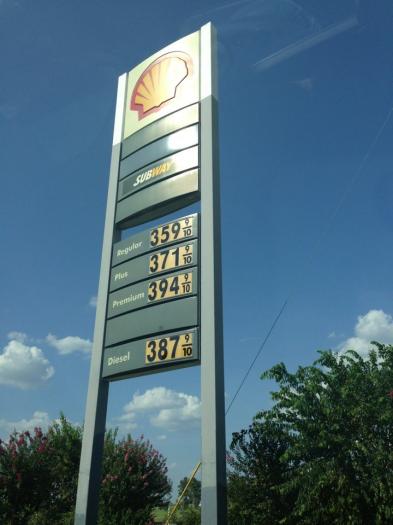 SUBWAY
Regular 359 9/10
Plus 371 9/10
Premium 394 9/10
Diesel 387 9/10